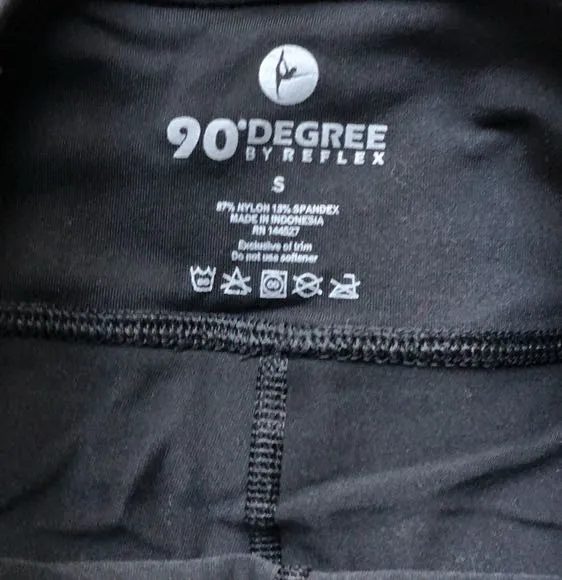 90°DEGREE
BY REFLEX
S
87% NYLON 13% SPANDEX
MADE IN INDONESIA
RN 144527
Exclusive of trim
Do not use softener